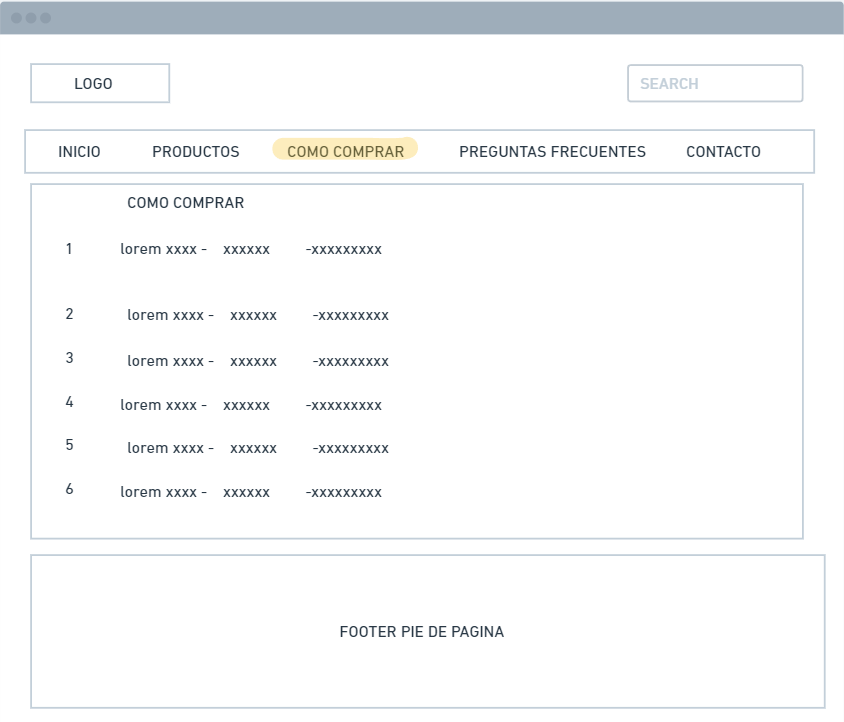 LOGO
SEARCH
INICIO PRODUCTOS COMO COMPRAR PREGUNTAS FRECUENTES CONTACTO
COMO COMPRAR
1 lorem xxxx - xxxxxx -xxxxxxxxx
2 lorem xxxx - xxxxxx -xxxxxxxxx
3 lorem xxxx - xxxxxx -xxxxxxxxx
4 lorem xxxx - xxxxxx -xxxxxxxxx
5 lorem xxxx - xxxxxx -xxxxxxxxx
6 lorem xxxx - xxxxxx -xxxxxxxxx
FOOTER PIE DE PAGINA